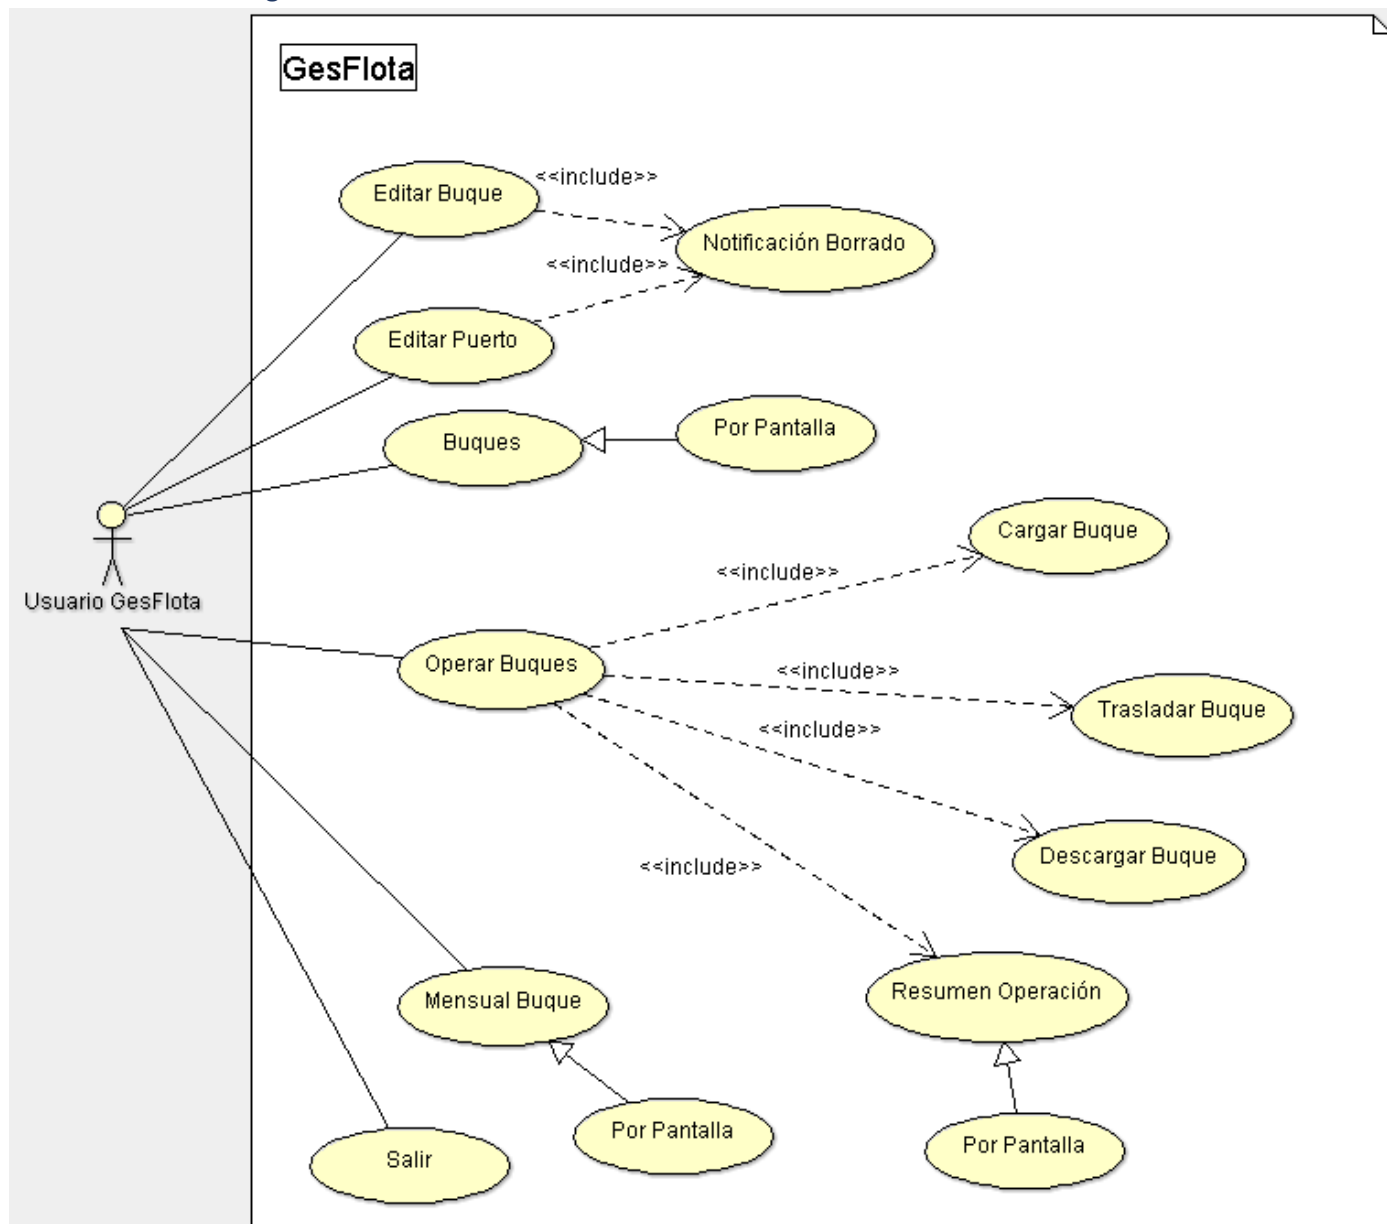 GesFlota
Editar Buque
<<include>>
Notificación Borrado
<<include>>
Editar Puerto
Buques
Por Pantalla
Cargar Buque
<<include>>
Usuario GesFlota
Operar Buques
<<include>>
Trasladar Buque
<<include>>
Descargar Buque
<<include>>
Mensual Buque
Resumen Operación
Por Pantalla
Por Pantalla
Salir